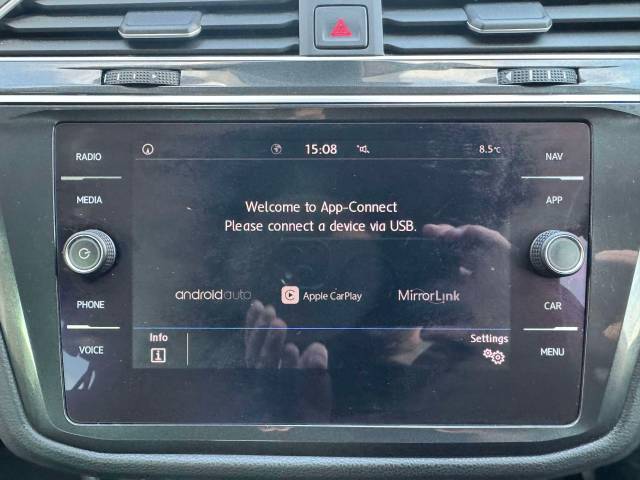 RADIO
MEDIA
PHONE
VOICE
15:08
8.5°C
Welcome to App-Connect
Please connect a device via USB.
androidauto
Apple CarPlay
MirrorLink
Info
Settings
NAV
APP
CAR
MENU